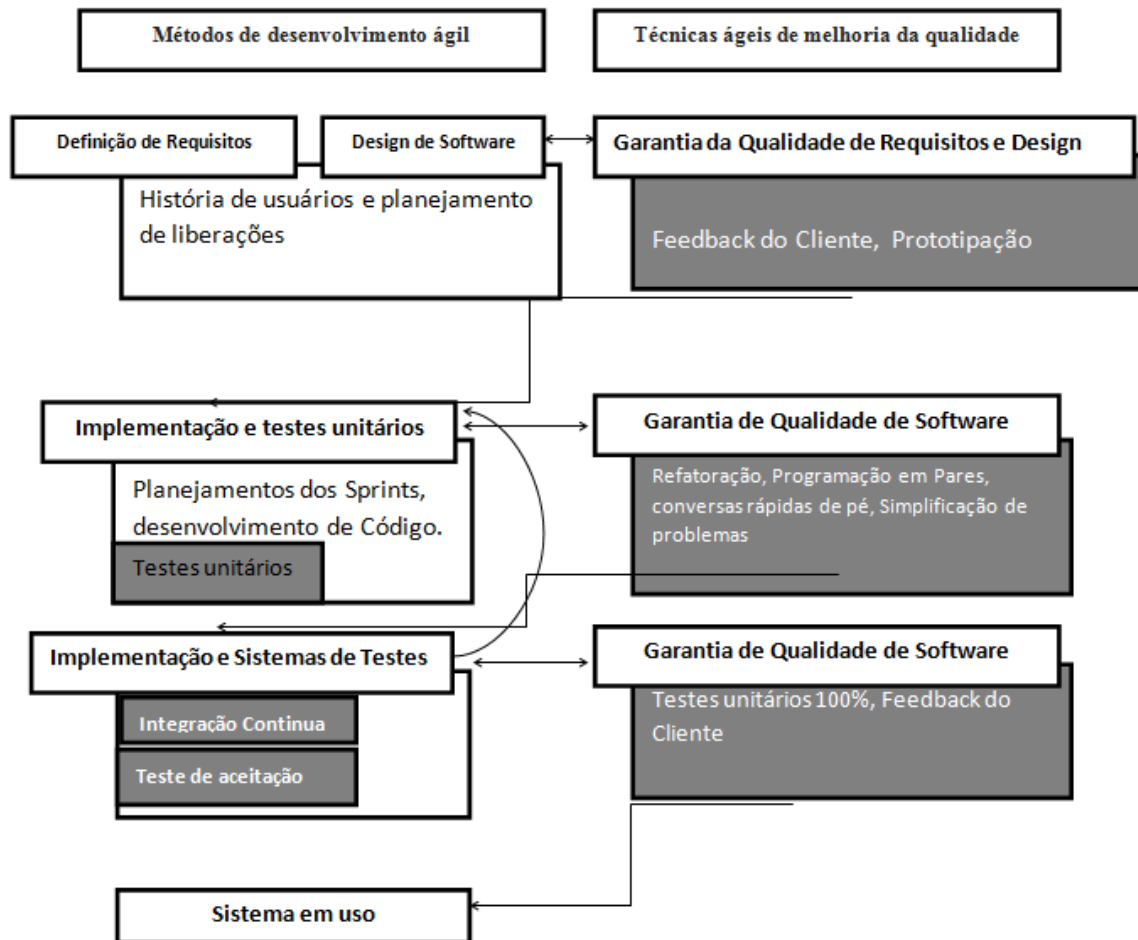 Métodos de desenvolvimento ágil
Técnicas ágeis de melhoria da qualidade
Definição de Requisitos
Design de Software
Garantia da Qualidade de Requisitos e Design
História de usuários e planejamento
de liberações
Feedback do Cliente, Prototipação
Implementação e testes unitários
Garantia de Qualidade de Software
Planejamentos dos Sprints,
desenvolvimento de Código.
Testes unitários
Refatoração, Programação em Pares,
conversas rápidas de pé, Simplificação de
problemas
Implementação e Sistemas de Testes
Garantia de Qualidade de Software
Integração Continua
Teste de aceitação
Testes unitários 100%, Feedback do
Cliente
Sistema em uso